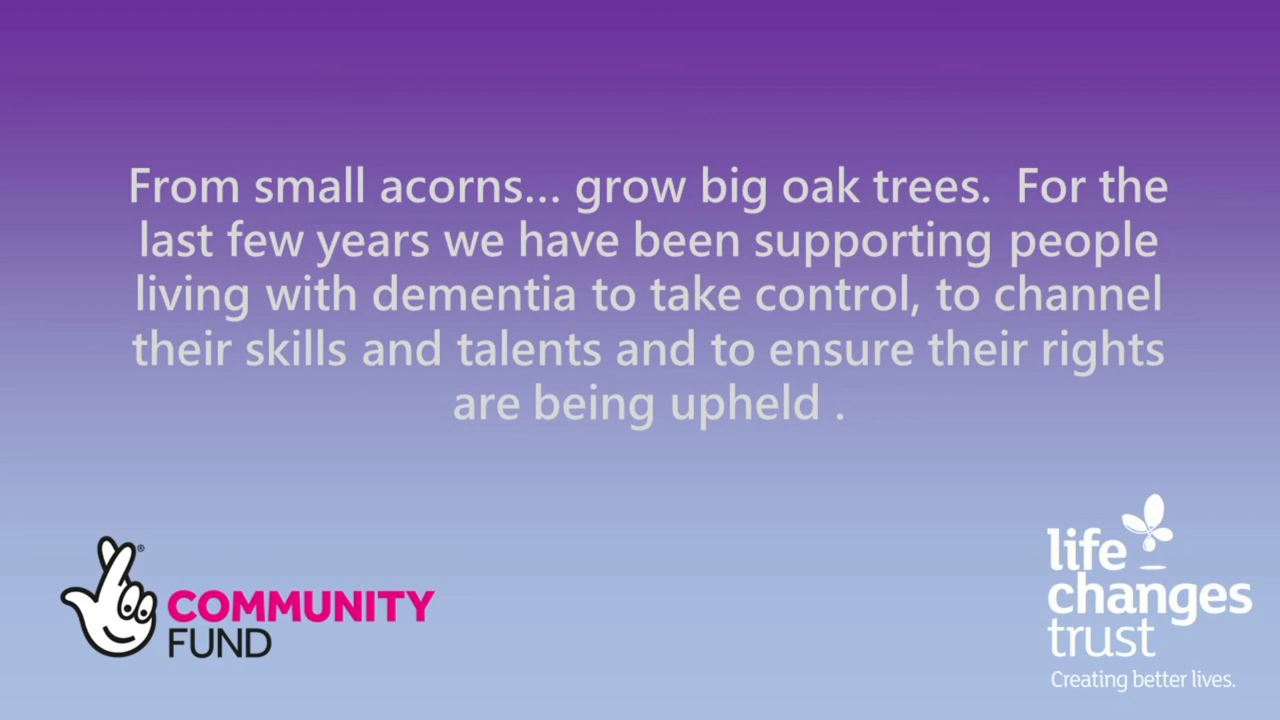 From small acorns... grow big oak trees.  For the
last few years we have been supporting people
living with dementia to take control, to channel
their skills and talents and to ensure their rights
are being upheld .
COMMUNITY
FUND
life
changes
trust
Creating better lives.